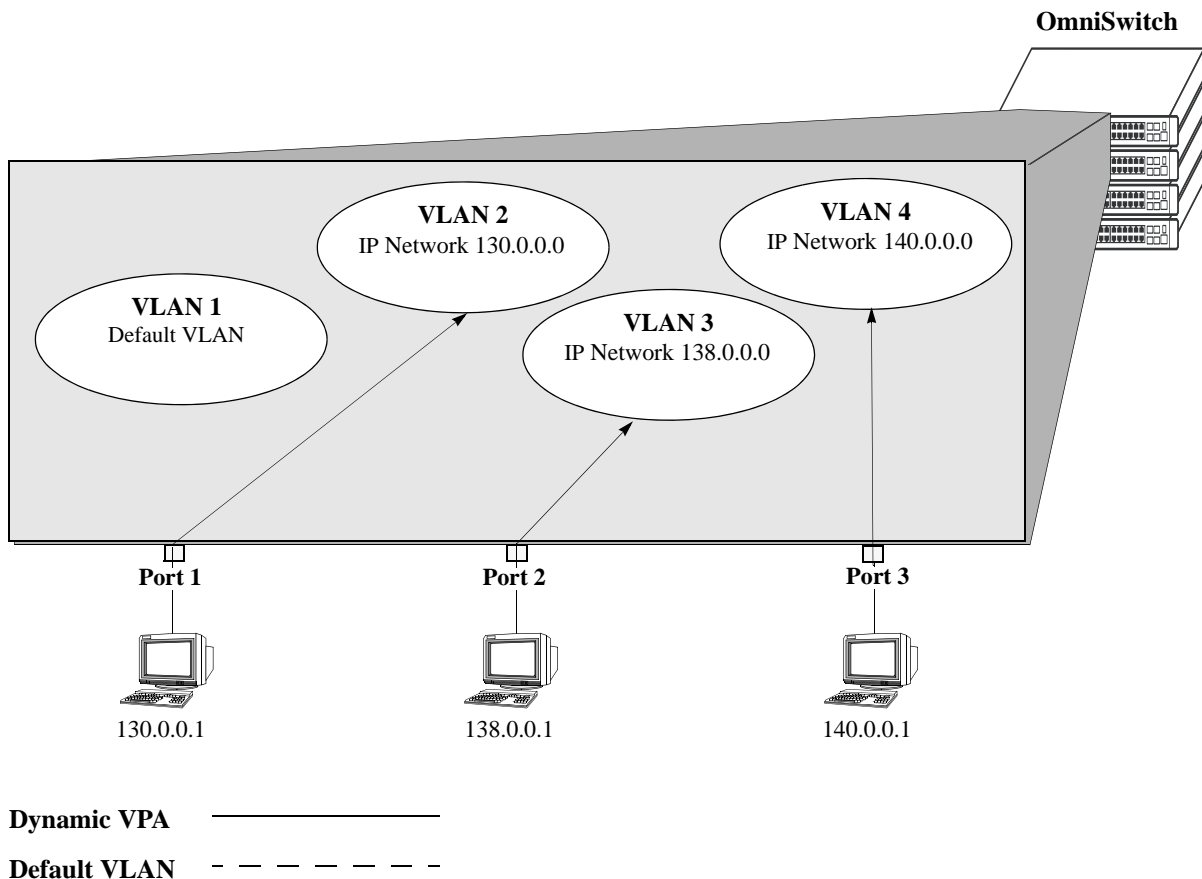 OmniSwitch
VLAN 2
IP Network 130.0.0.0
VLAN 4
IP Network 140.0.0.0
VLAN 1
Default VLAN
VLAN 3
IP Network 138.0.0.0
Port 1
Port 2
Port 3
130.0.0.1
138.0.0.1
140.0.0.1
Dynamic VPA
Default VLAN